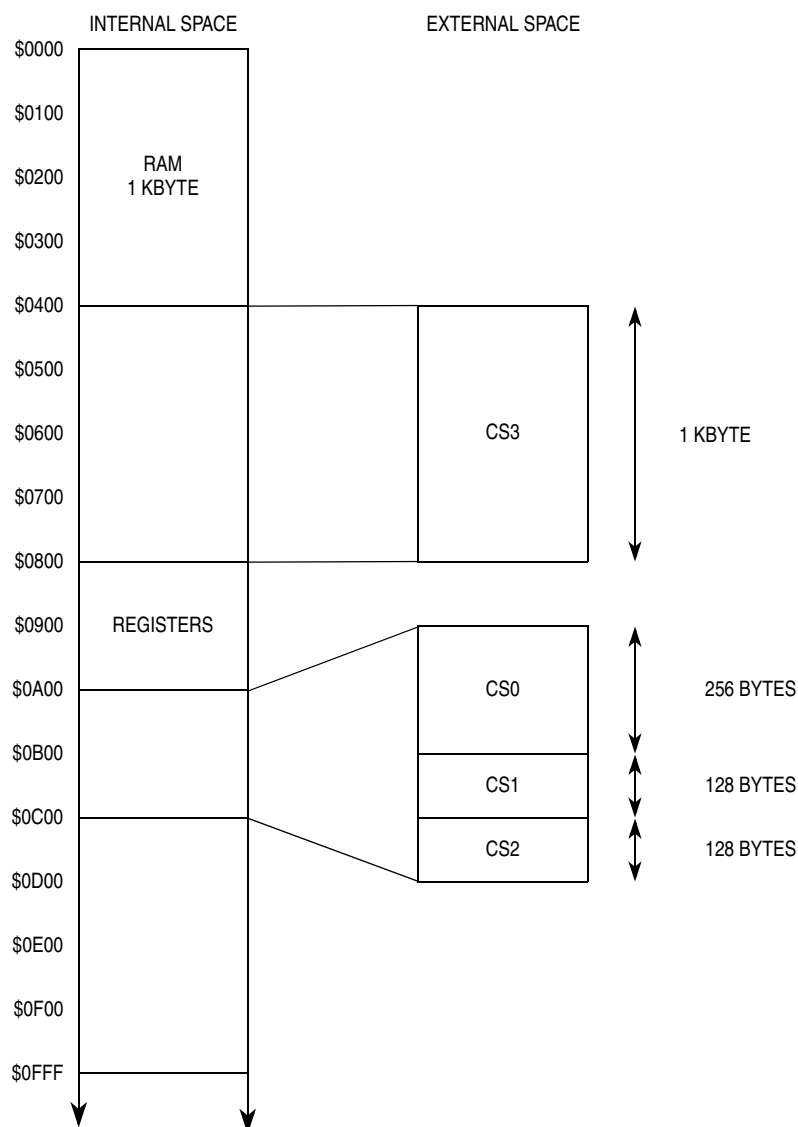 INTERNAL SPACE
EXTERNAL SPACE
$0000
$0100
RAM
1 KBYTE
$0200
$0300
$0400
$0500
CS3
1 KBYTE
$0600
$0700
$0800
$0900
REGISTERS
$0A00
CS0
256 BYTES
$0B00
CS1
128 BYTES
$0C00
CS2
128 BYTES
$0D00
$0E00
$0F00
$0FFF